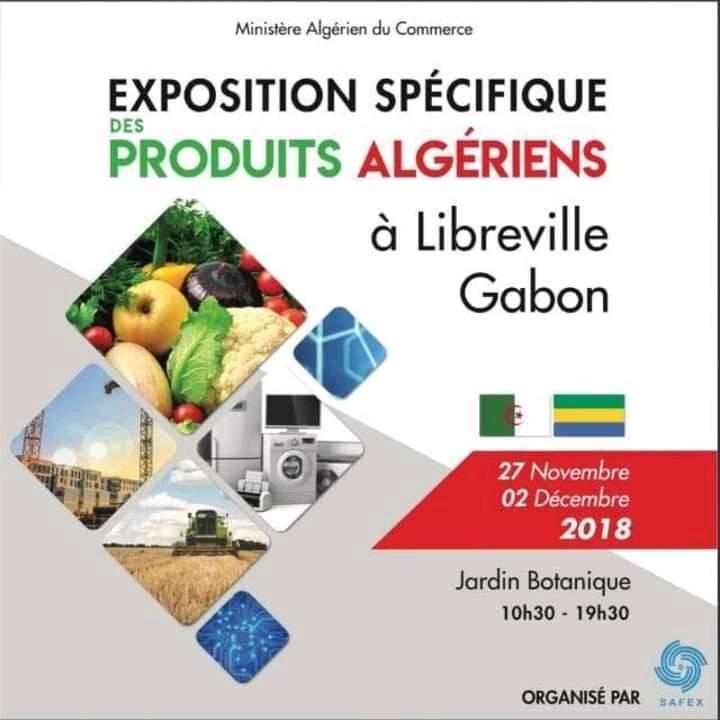 Ministère Algérien du Commerce
EXPOSITION SPÉCIFIQUE
DES
PRODUITS ALGÉRIENS
à Libreville
Gabon
27 Novembre
02 Décembre
2018
Jardin Botanique
10h30 - 19h30
ORGANISÉ PAR
SAFEX